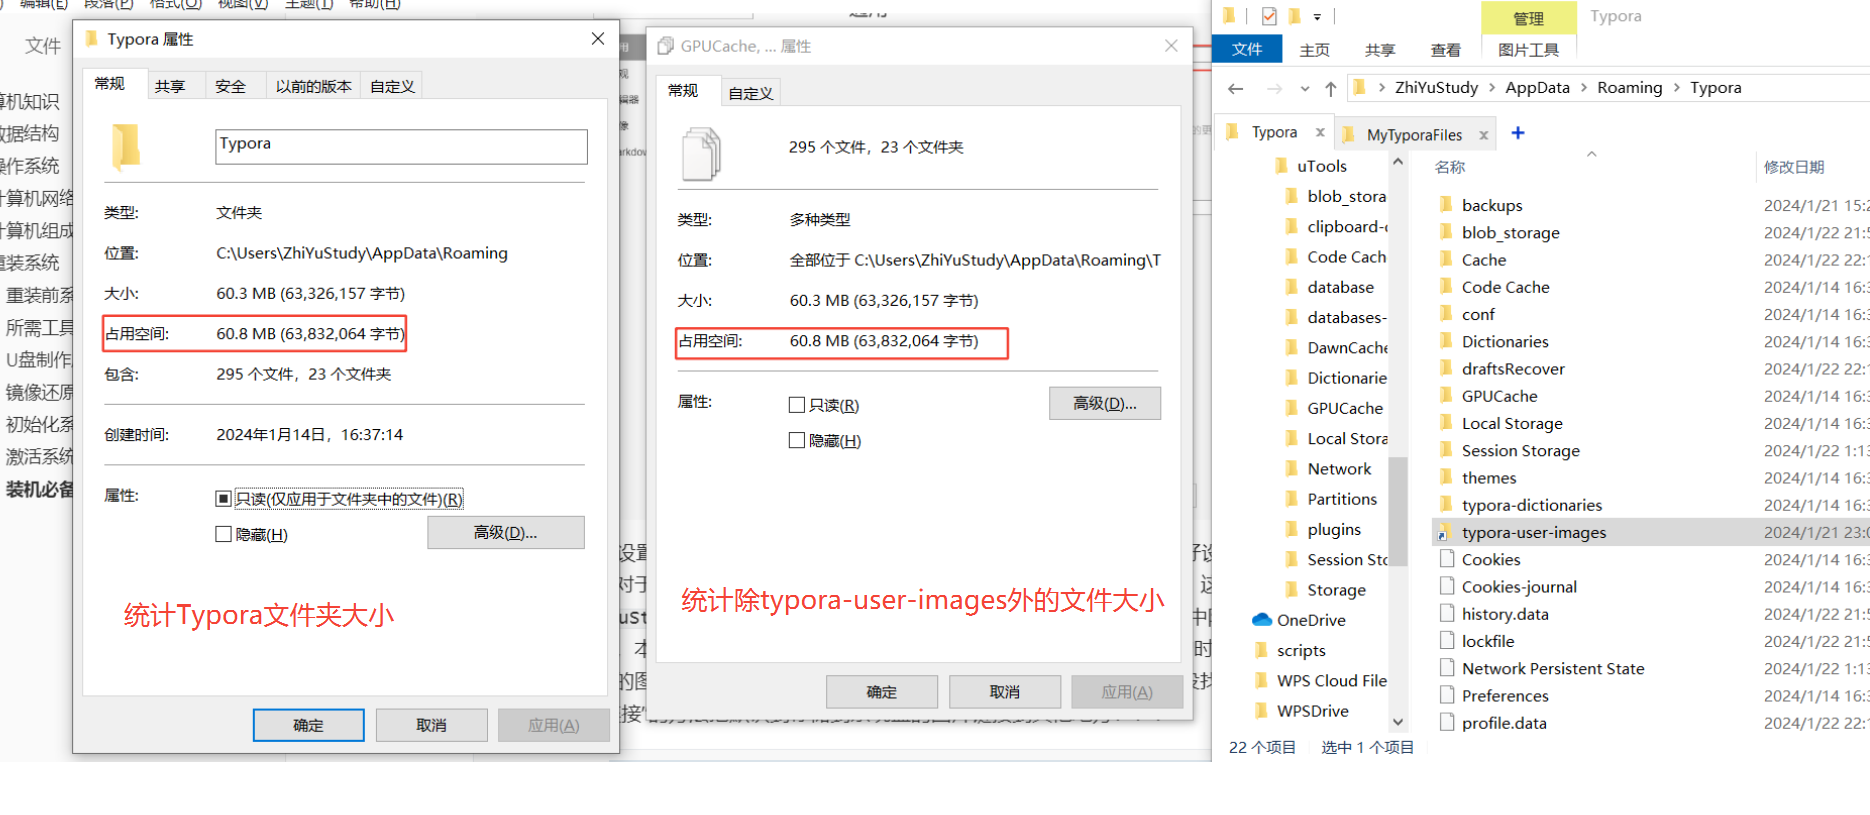 编辑(E) 段落(P) 格式(O) 视图(V) 主题(T) 帮助(H)
文件
算机知识
数据结构
操作系统
计算机网络
计算机组成
重装系统
重装前系
所需工具
U盘制作
镜像还原
初始化系
激活系统
装机必备
Typora 属性
常规
共享
安全
以前的版本
自定义
Typora
类型:
文件夹
位置:
C:\Users\ZhiYuStudy\AppData\Roaming
大小:
60.3 MB (63,326,157 字节)
占用空间:
60.8 MB (63,832,064 字节)
包含:
295 个文件，23 个文件夹
创建时间:
2024年1月14日，16:37:14
属性:
只读(仅应用于文件夹中的文件)(R)
隐藏(H)
高级(D)...
统计Typora文件夹大小
确定
取消
应用(A)
GPUCache, ... 属性
常规
自定义
295 个文件，23 个文件夹
类型:
多种类型
位置:
全部位于 C:\Users\ZhiYuStudy\AppData\Roaming\T
大小:
60.3 MB (63,326,157 字节)
占用空间:
60.8 MB (63,832,064 字节)
属性:
只读(R)
高级(D)...
隐藏(H)
统计除typora-user-images外的文件大小
确定
取消
应用(A)
管理
Typora
文件
主页
共享
查看
图片工具
ZhiYuStudy > AppData > Roaming > Typora
Typora
MyTyporaFiles
uTools
blob_stora
clipboard-
Code Cach
database
databases-
DawnCache
Dictionarie
GPUCache
Local Stora
Network
Partitions
plugins
Session Sto
Storage
OneDrive
scripts
WPS Cloud File
WPSDrive
名称
修改日期
backups 2024/1/21 15:2
blob_storage 2024/1/22 21:5
Cache 2024/1/22 22:1
Code Cache 2024/1/14 16:3
conf 2024/1/14 16:3
Dictionaries 2024/1/14 16:3
draftsRecover 2024/1/22 22:1
GPUCache 2024/1/14 16:3
Local Storage 2024/1/14 16:3
Session Storage 2024/1/22 1:13
themes 2024/1/14 16:3
typora-dictionaries 2024/1/14 16:3
typora-user-images 2024/1/21 23:0
Cookies 2024/1/14 16:3
Cookies-journal 2024/1/14 16:3
history.data 2024/1/22 21:5
lockfile 2024/1/22 21:5
Network Persistent State 2024/1/22 1:13
Preferences 2024/1/14 16:3
profile.data 2024/1/22 22:1
22 个项目
选中 1 个项目